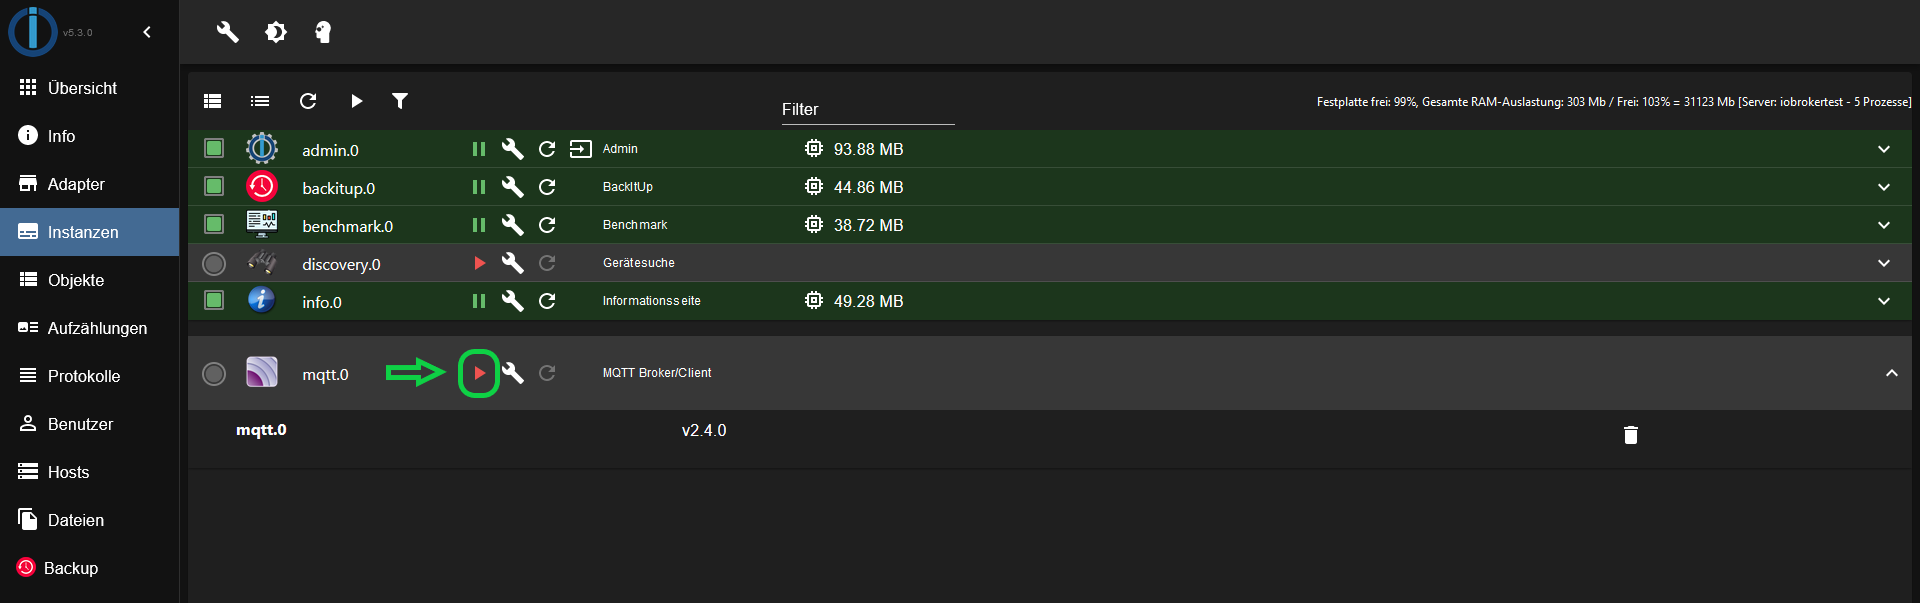 v5.3.0
Übersicht
Info
Adapter
Instanzen
Objekte
Aufzählungen
Protokolle
Benutzer
Hosts
Dateien
Backup
Filter
Festplatte frei: 99%, Gesamte RAM-Auslastung: 303 Mb / Frei: 103% = 31123 Mb [Server: iobrokertest - 5 Prozesse]
admin.0 Admin 93.88 MB
backitup.0 BackItUp 44.86 MB
benchmark.0 Benchmark 38.72 MB
discovery.0 Gerätesuche
info.0 Informationsseite 49.28 MB
mqtt.0 MQTT Broker/Client
mqtt.0 v2.4.0